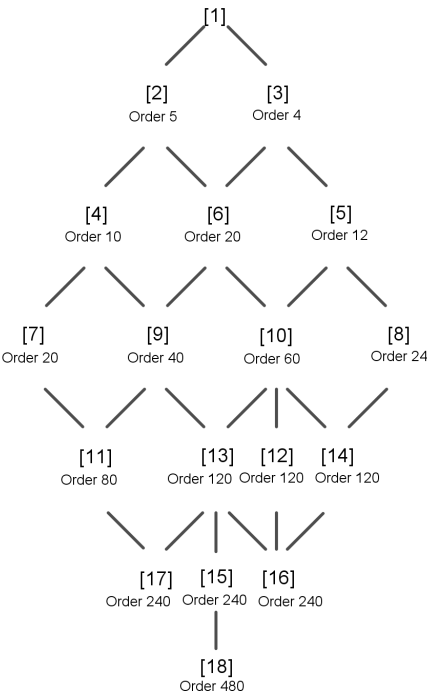 [1]
[2] [3]
Order 5 Order 4
[4] [6] [5]
Order 10 Order 20 Order 12
[7] [9] [10] [8]
Order 20 Order 40 Order 60 Order 24
[11] [13] [12] [14]
Order 80 Order 120 Order 120 Order 120
[17] [15] [16]
Order 240 Order 240 Order 240
[18]
Order 480